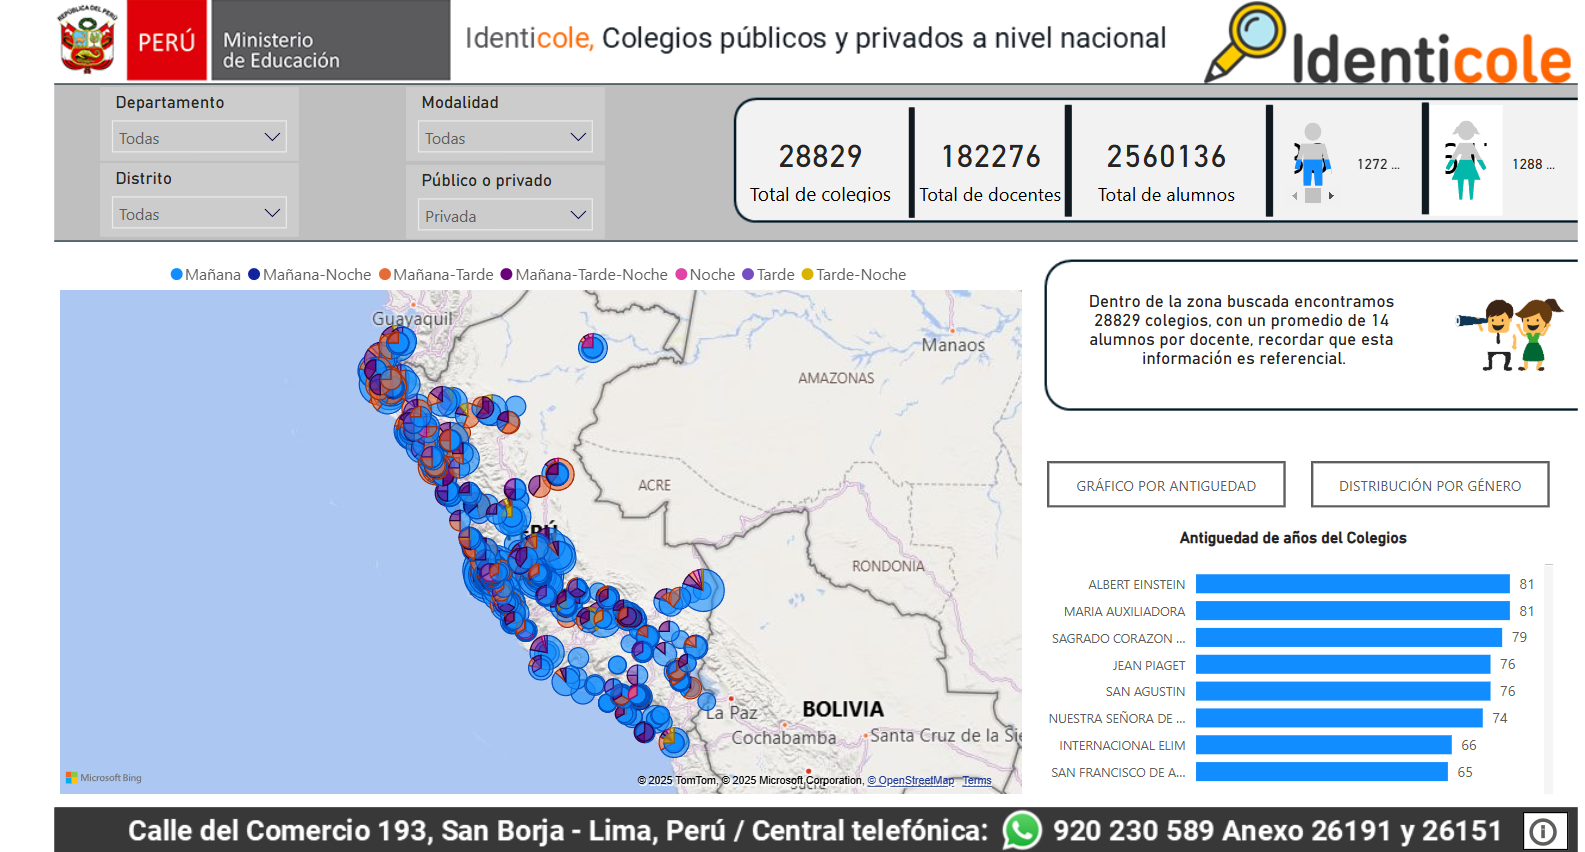 REPÚBLICA DEL PERÚ
PERÚ
Ministerio
de Educación
Identicole, Colegios públicos y privados a nivel nacional
Identicole
Departamento
Todas
Modalidad
Todas
Distrito
Todas
Público o privado
Privada
28829
Total de colegios
182276
Total de docentes
2560136
Total de alumnos
1272 ...
1288 ...
Mañana Mañana-Noche Mañana-Tarde Mañana-Tarde-Noche Noche Tarde Tarde-Noche
Guayaquil
Manaos
AMAZONAS
ACRE
RONDONIA
BOLIVIA
La Paz
Cochabamba
Santa Cruz de la Sie
Sucre
Microsoft Bing
© 2025 TomTom, © 2025 Microsoft Corporation, © OpenStreetMap Terms
Dentro de la zona buscada encontramos
28829 colegios, con un promedio de 14
alumnos por docente, recordar que esta
información es referencial.
GRÁFICO POR ANTIGUEDAD
DISTRIBUCIÓN POR GÉNERO
Antiguedad de años del Colegios
ALBERT EINSTEIN 81
MARIA AUXILIADORA 81
SAGRADO CORAZON ... 79
JEAN PIAGET 76
SAN AGUSTIN 76
NUESTRA SEÑORA DE ... 74
INTERNACIONAL ELIM 66
SAN FRANCISCO DE A... 65
Calle del Comercio 193, San Borja - Lima, Perú / Central telefónica: 920 230 589 Anexo 26191 y 26151